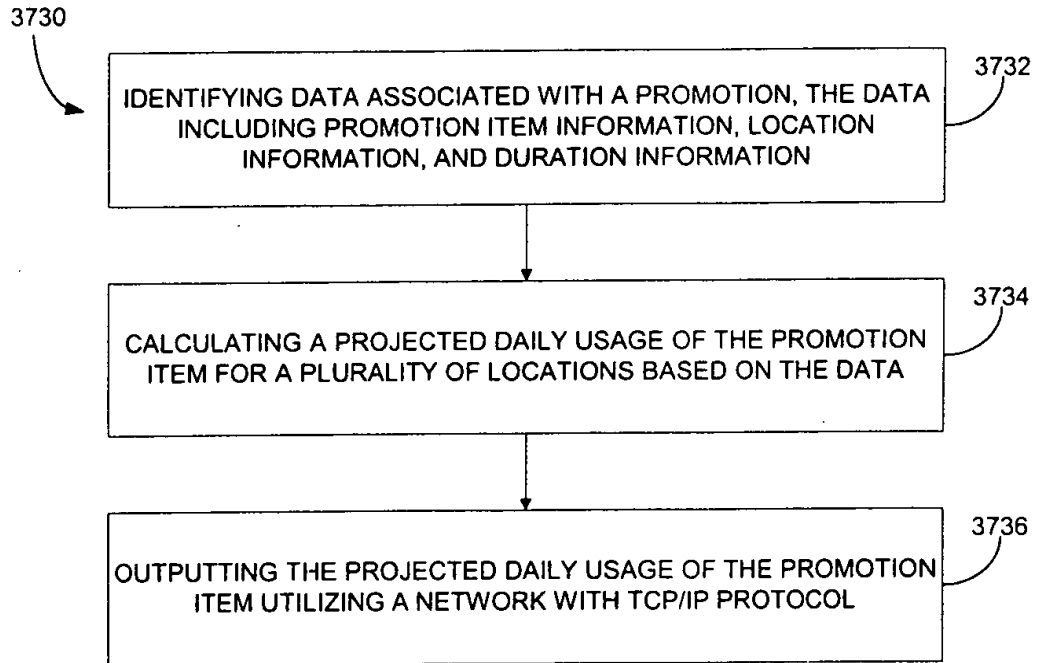 3730
3732
IDENTIFYING DATA ASSOCIATED WITH A PROMOTION, THE DATA
INCLUDING PROMOTION ITEM INFORMATION, LOCATION
INFORMATION, AND DURATION INFORMATION
3734
CALCULATING A PROJECTED DAILY USAGE OF THE PROMOTION
ITEM FOR A PLURALITY OF LOCATIONS BASED ON THE DATA
3736
OUTPUTTING THE PROJECTED DAILY USAGE OF THE PROMOTION
ITEM UTILIZING A NETWORK WITH TCP/IP PROTOCOL